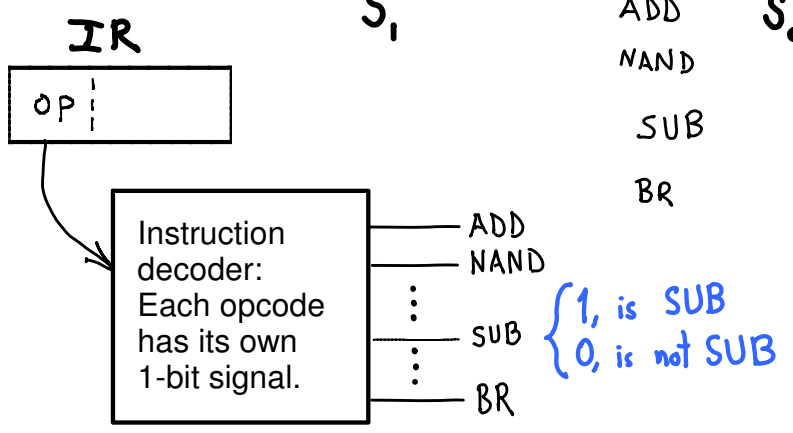 S₁
ADD
S
IR
NAND
OP
SUB
BR
Instruction
decoder:
Each opcode
has its own
1-bit signal.
ADD
NAND
SUB
BR
1, is SUB
0, is not SUB